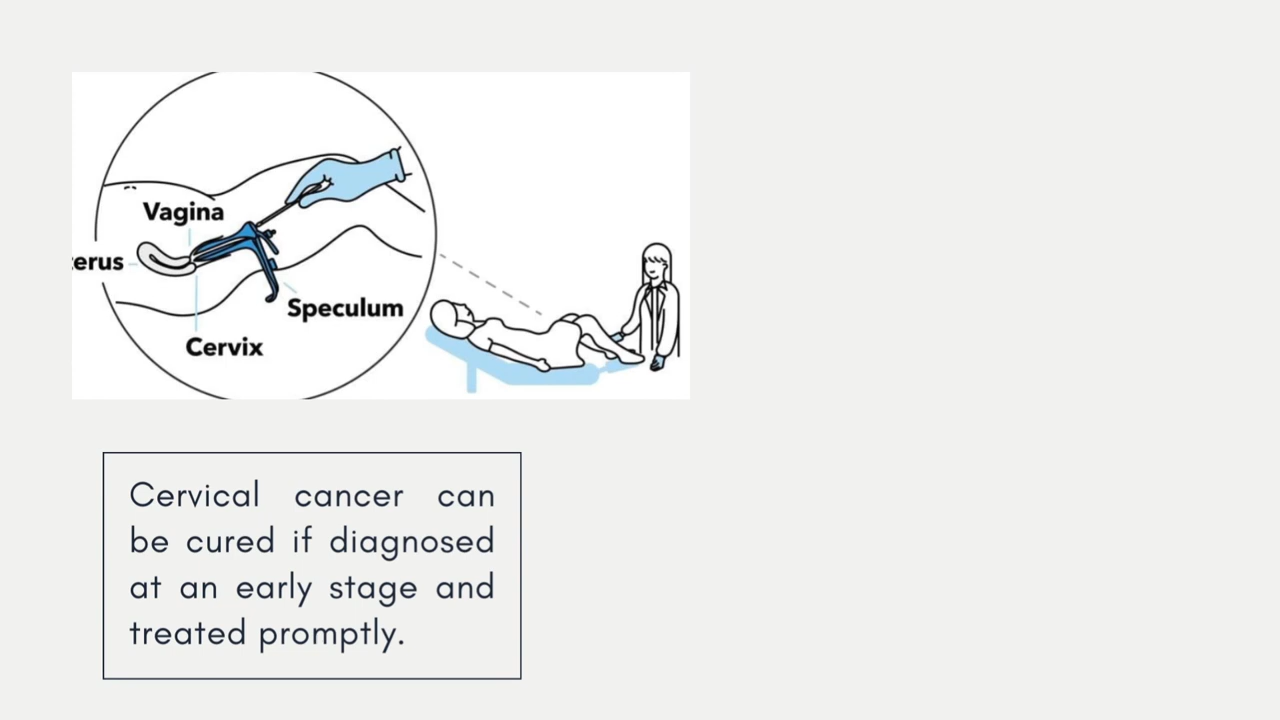 Vagina
erus
Speculum
Cervix
Cervical cancer can
be cured if diagnosed
at an early stage and
treated promptly.